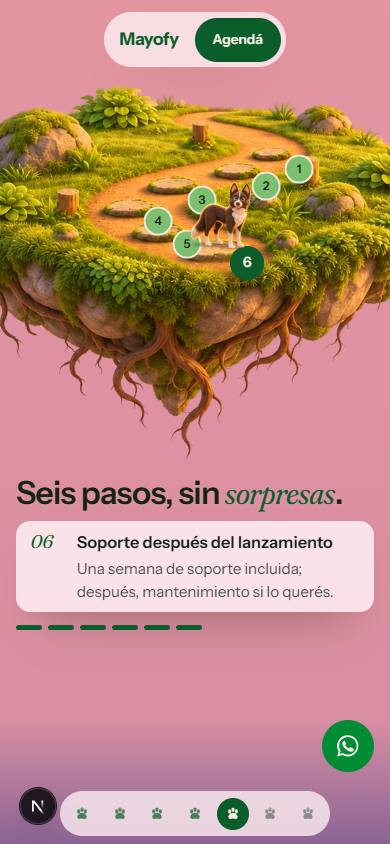 Mayofy
Agendá
1
2
3
4
5
6
Seis pasos, sin sorpresas.
06
Soporte después del lanzamiento
Una semana de soporte incluida;
después, mantenimiento si lo querés.
N